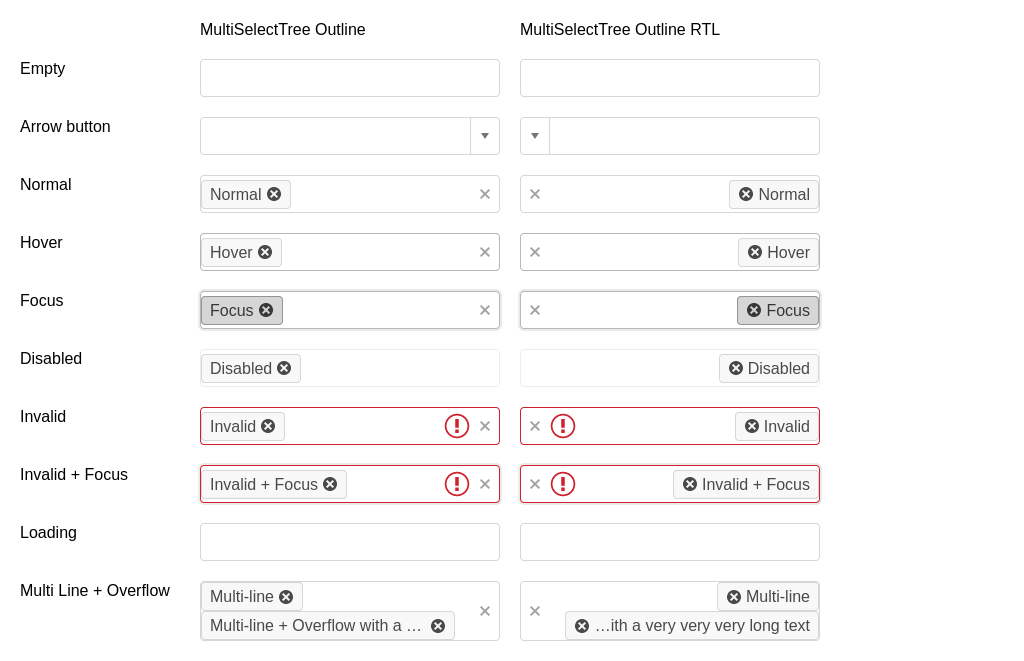 MultiSelectTree Outline MultiSelectTree Outline RTL
Empty
Arrow button
Normal Normal Normal
Hover Hover Hover
Focus Focus Focus
Disabled Disabled Disabled
Invalid Invalid Invalid
Invalid + Focus Invalid + Focus Invalid + Focus
Loading
Multi Line + Overflow Multi-line Multi-line
Multi-line + Overflow with a … …ith a very very very long text